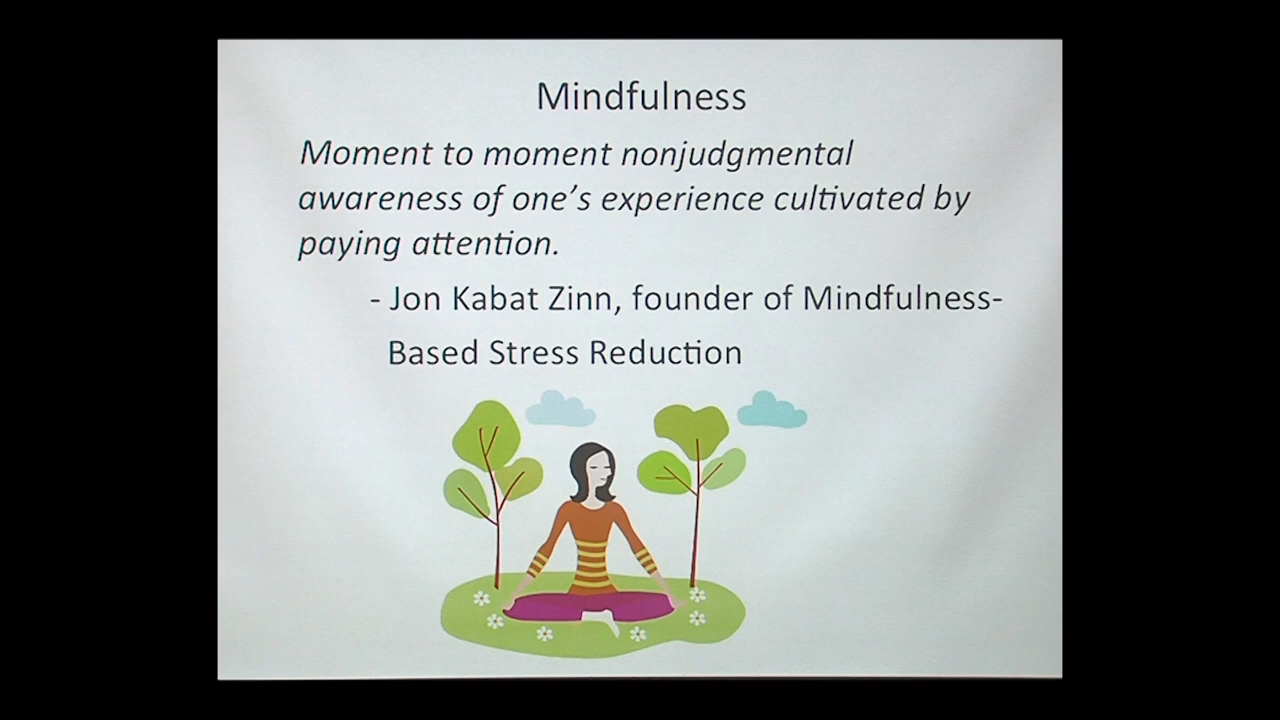 Mindfulness
Moment to moment nonjudgmental
awareness of one's experience cultivated by
paying attention.
- Jon Kabat Zinn, founder of Mindfulness-
Based Stress Reduction